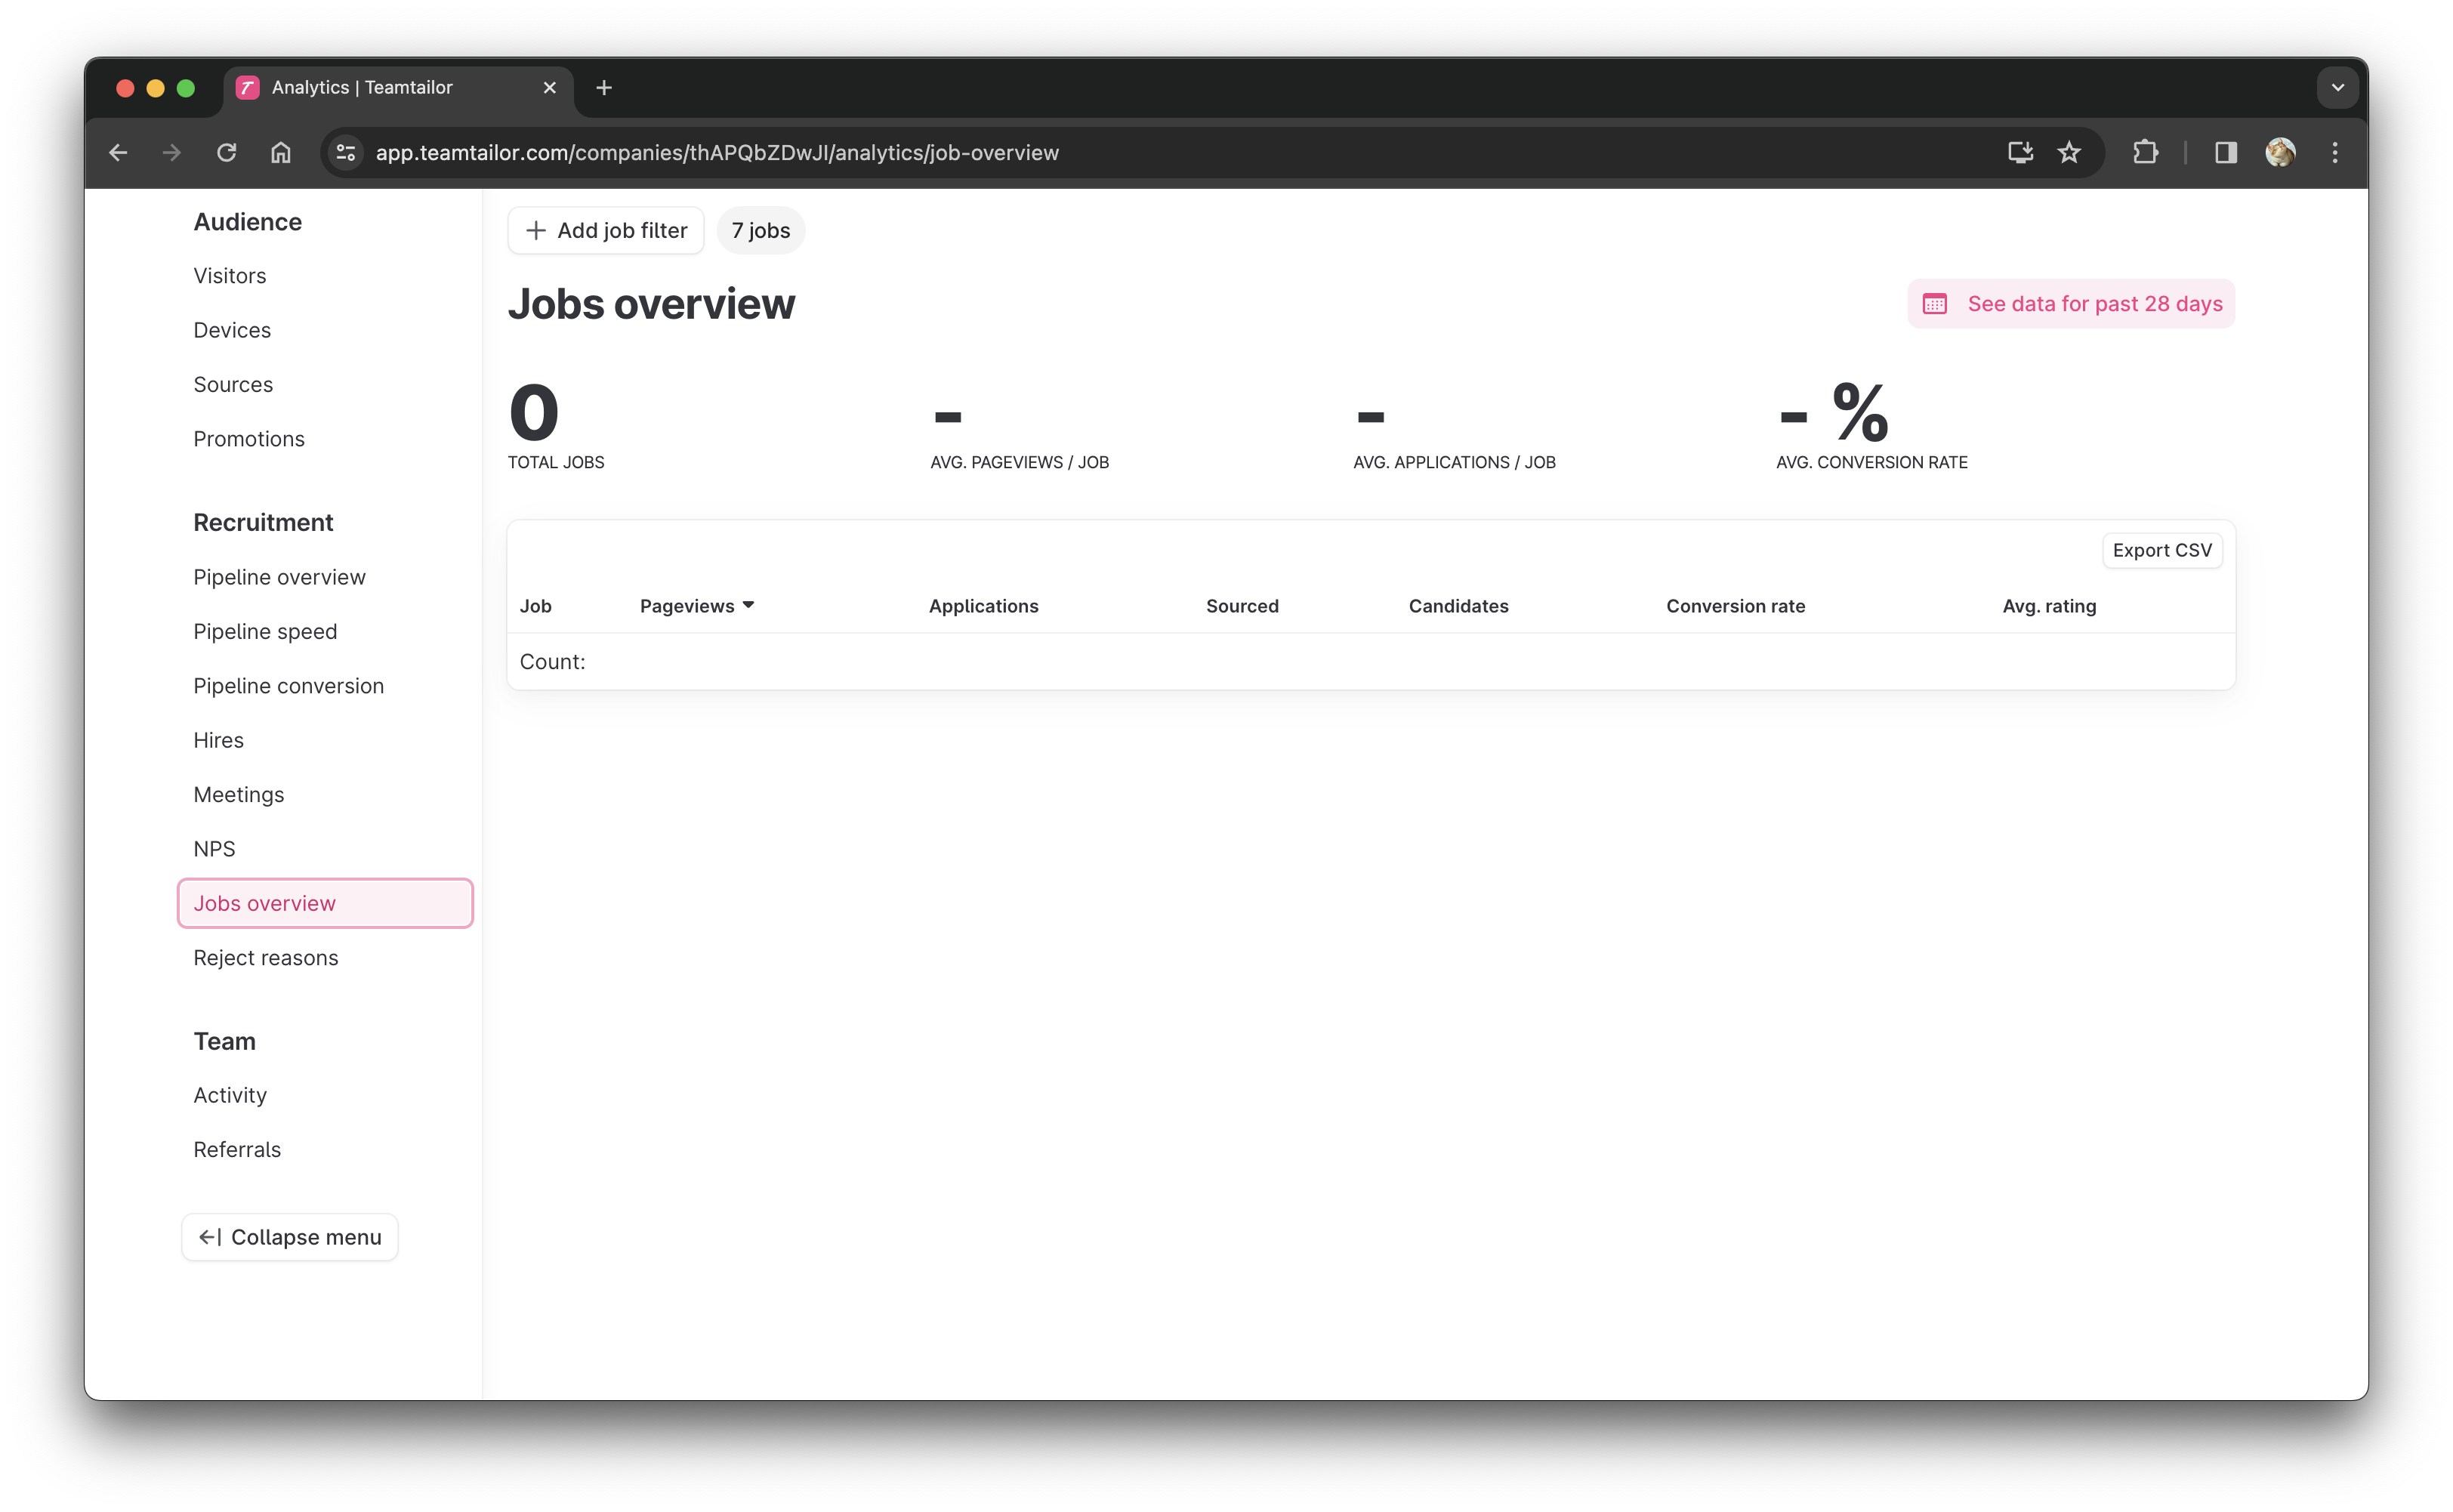 Analytics | Teamtailor
app.teamtailor.com/companies/thAPQbZDwJI/analytics/job-overview
Audience
Visitors
Devices
Sources
Promotions
Recruitment
Pipeline overview
Pipeline speed
Pipeline conversion
Hires
Meetings
NPS
Jobs overview
Reject reasons
Team
Activity
Referrals
Collapse menu
Add job filter
7 jobs
Jobs overview
See data for past 28 days
0
TOTAL JOBS
-
AVG. PAGEVIEWS / JOB
-
AVG. APPLICATIONS / JOB
- %
AVG. CONVERSION RATE
Export CSV
Job Pageviews Applications Sourced Candidates Conversion rate Avg. rating
Count: